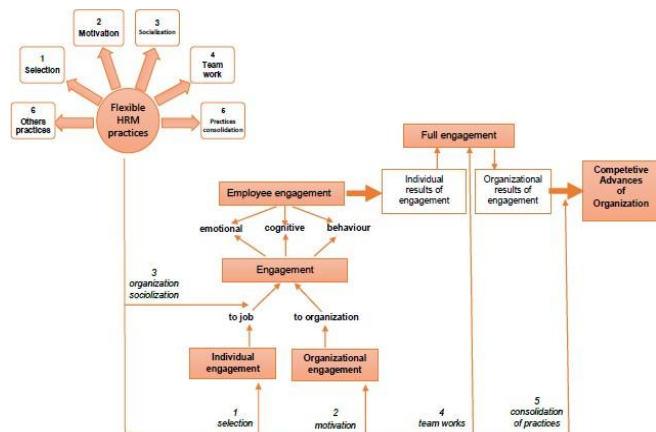 2
Motivation
3
Socialization
1
Selection
4
Team
work
6
Others
practices
Flexible
HRM
practices
6
Practices
consolidation
Full engagement
Employee engagement
Individual
results of
engagement
Organizational
results of
engagement
Competetive
Advances
of
Organization
emotional
cognitive
behaviour
Engagement
3
organization
sociolization
to job
to organization
Individual
engagement
Organizational
engagement
1
selection
2
motivation
4
team works
5
consolidation
of practices